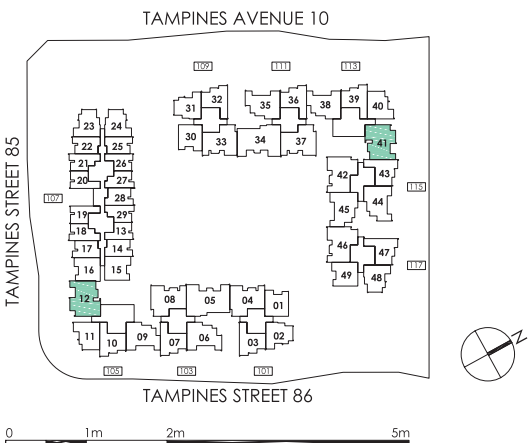 TAMPINES AVENUE 10
109 111 113
32 36 39
31 35 38 40
23 24 30 33 34 37 41
22 25
21 26 42 43
20 27
TAMPINES STREET 85
107 28 115
19 29 45 44
18 13
17 14 46 47
16 15 49 48 117
12 08 05 04 01
11 10 09 07 06 03 02
105 103 101
TAMPINES STREET 86
N
0 1m 2m 5m